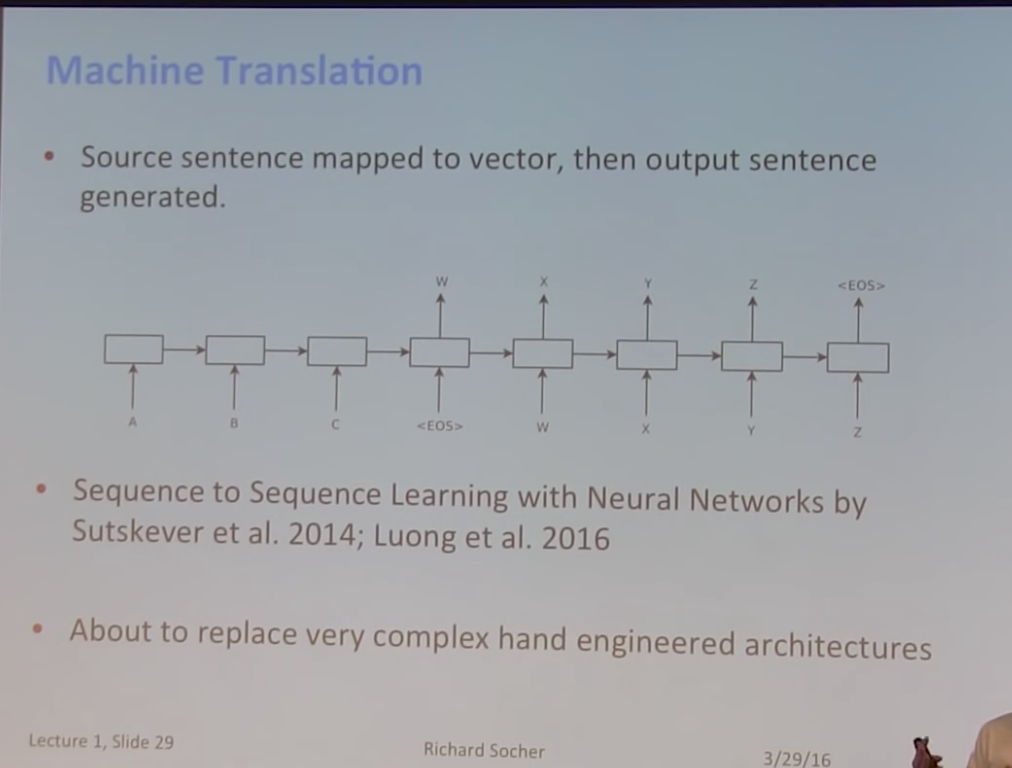 Machine Translation
• Source sentence mapped to vector, then output sentence
generated.
W X Y Z <EOS>
A B C <EOS> W X Y Z
• Sequence to Sequence Learning with Neural Networks by
Sutskever et al. 2014; Luong et al. 2016
• About to replace very complex hand engineered architectures
Lecture 1, Slide 29 Richard Socher 3/29/16